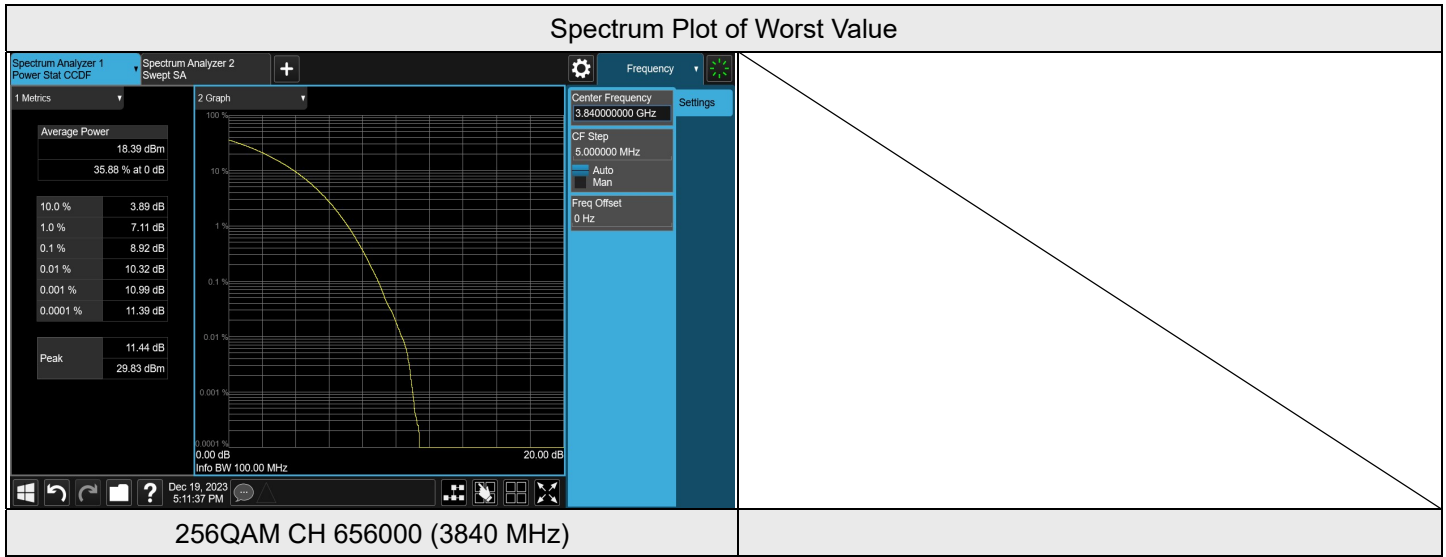 Spectrum Plot of Worst Value
Spectrum Analyzer 1
Power Stat CCDF
Spectrum Analyzer 2
Swept SA
+
Frequency
1 Metrics
2 Graph
Center Frequency
3.840000000 GHz
Settings
CF Step
5.000000 MHz
Auto
Man
Freq Offset
0 Hz
Average Power
18.39 dBm
35.88 % at 0 dB
10.0 % 3.89 dB
1.0 % 7.11 dB
0.1 % 8.92 dB
0.01 % 10.32 dB
0.001 % 10.99 dB
0.0001 % 11.39 dB
Peak
11.44 dB
29.83 dBm
100 %
10 %
1 %
0.1 %
0.01 %
0.001 %
0.0001 %
0.00 dB 20.00 dB
Info BW 100.00 MHz
?
Dec 19, 2023
5:11:37 PM
256QAM CH 656000 (3840 MHz)